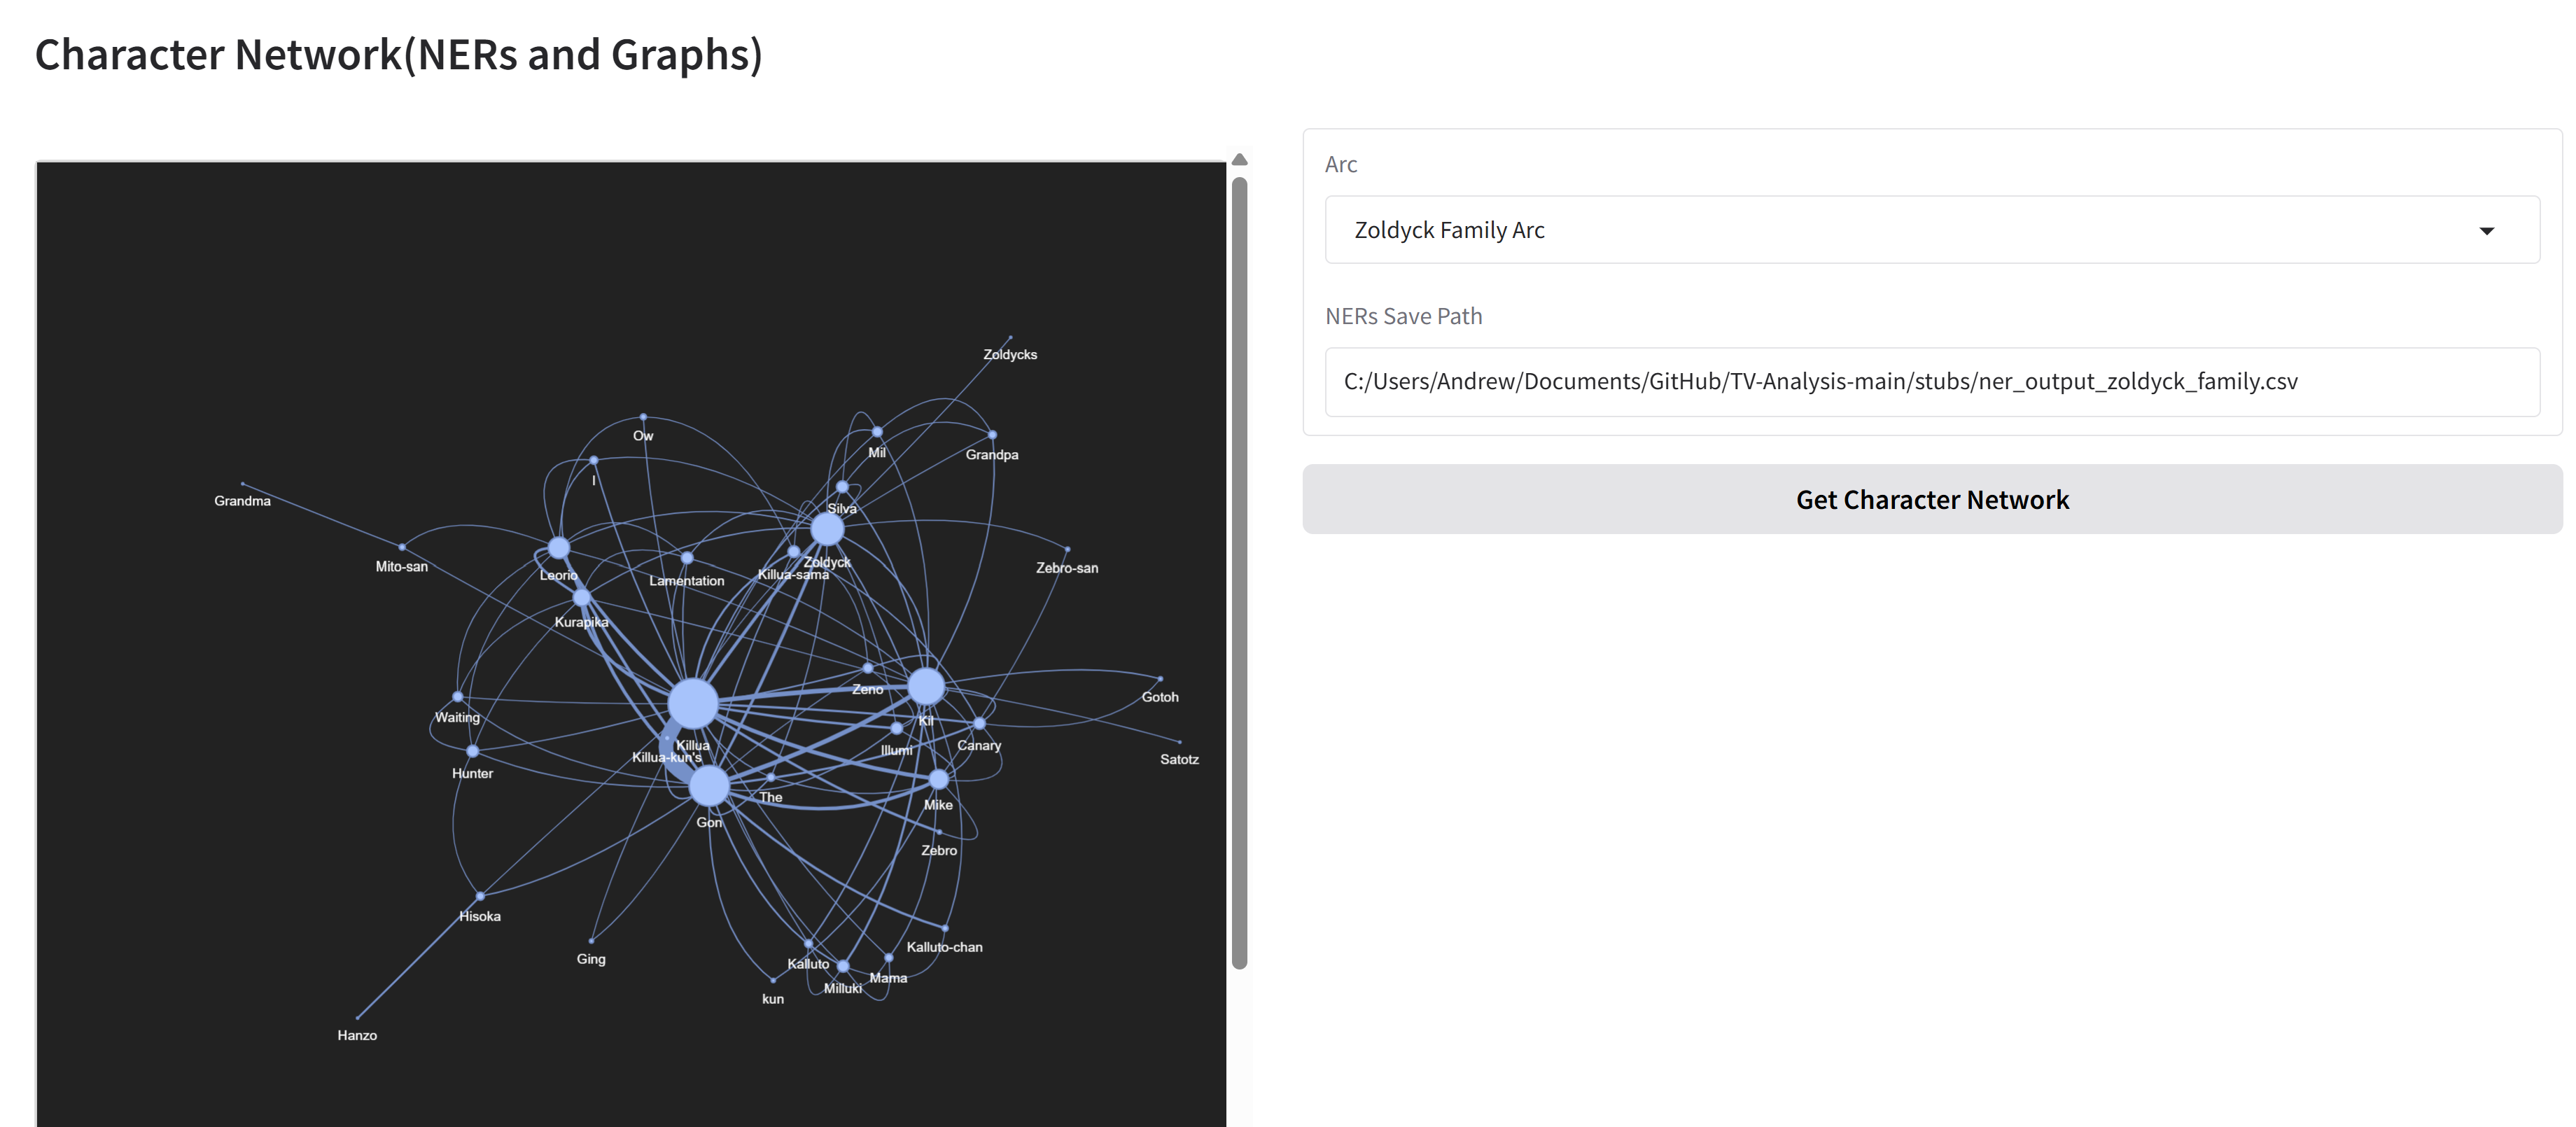 Character Network(NERs and Graphs)
Arc
Zoldyck Family Arc
NERs Save Path
C:/Users/Andrew/Documents/GitHub/TV-Analysis-main/stubs/ner_output_zoldyck_family.csv
Get Character Network
Zoldycks
Ow
Mil
Grandpa
I
Grandma
Silva
Mito-san
Leorio
Lamentation
Zoldyck
Killua-sama
Zebro-san
Kurapika
Zeno
Gotoh
Waiting
Kil
Killua
Illumi
Canary
Killua-kun's
Satotz
Hunter
The
Mike
Gon
Zebro
Hisoka
Ging
Kalluto-chan
Kalluto
Mama
Milluki
kun
Hanzo